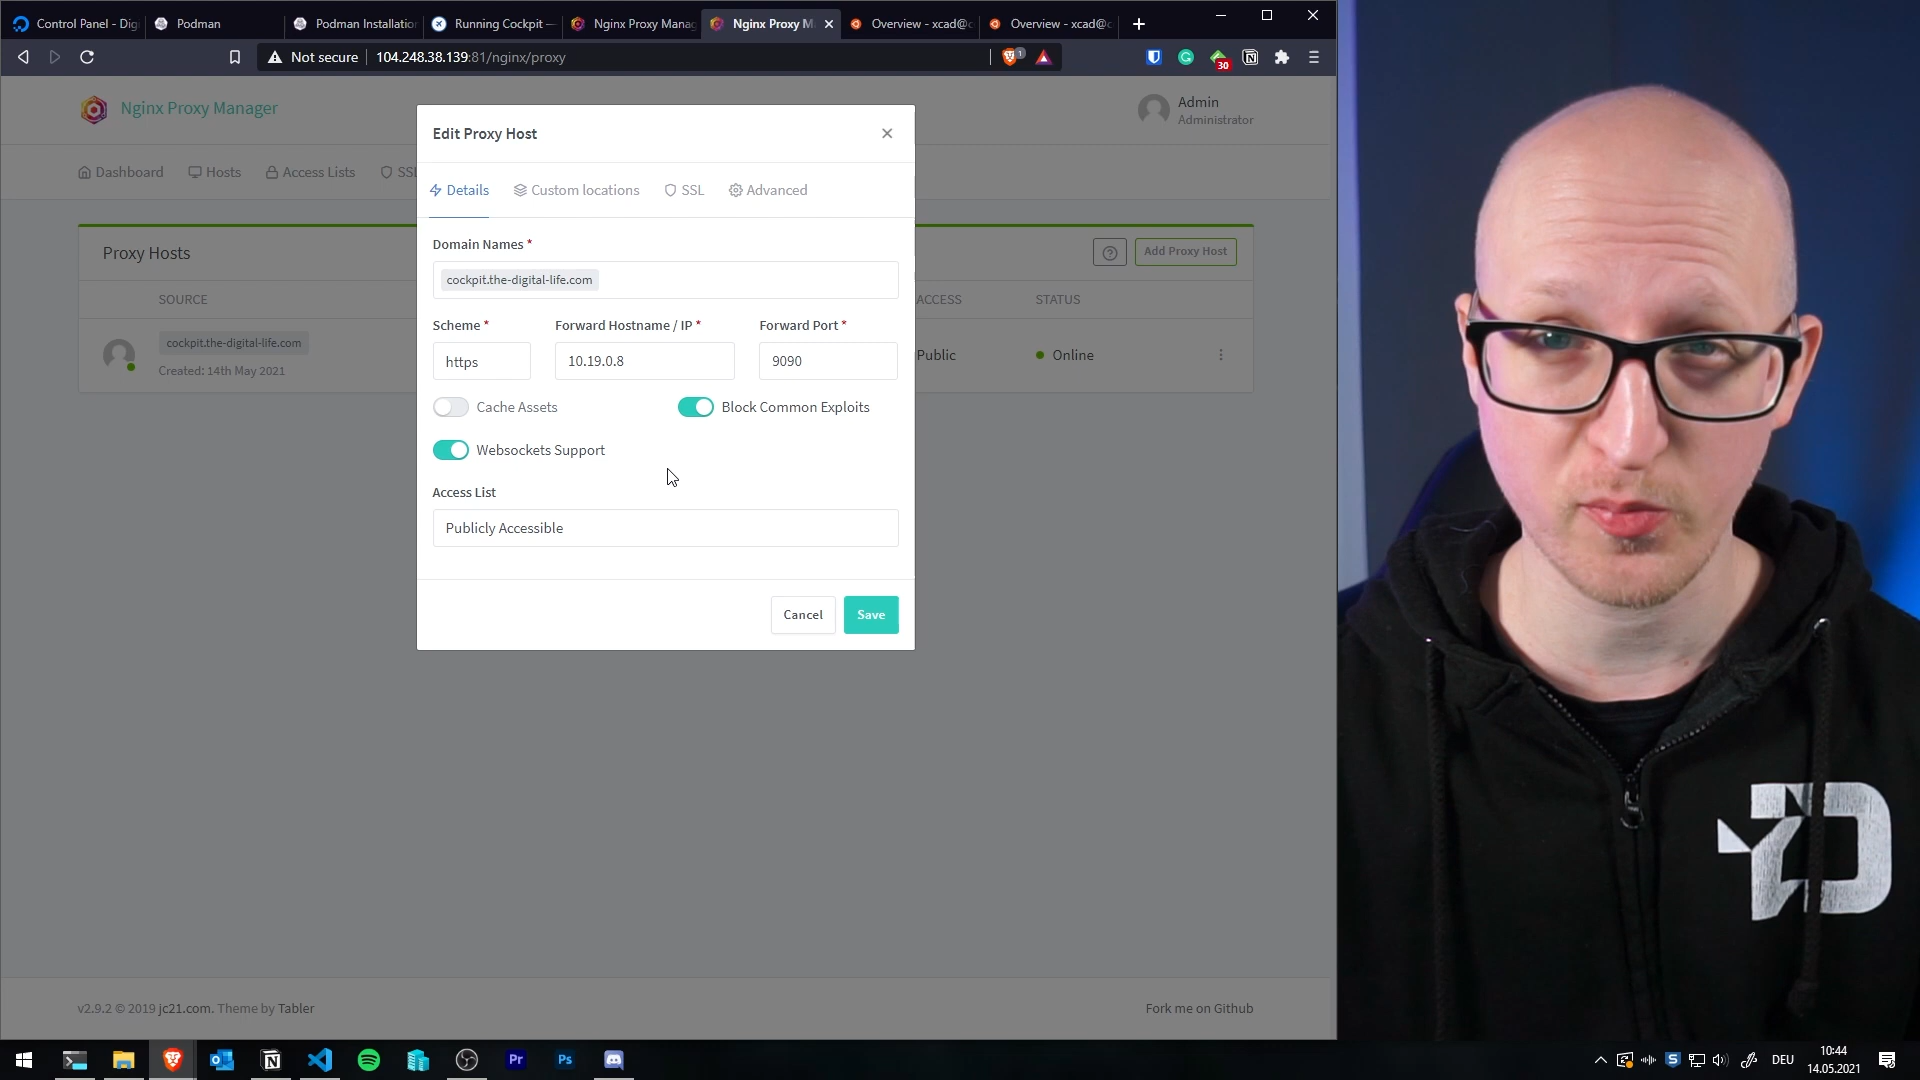 Control Panel - Dig
Podman
Podman Installatio
Running Cockpit —
Nginx Proxy Manag
Nginx Proxy M
Overview - xcad@c
Overview - xcad@c
Not secure
104.248.38.139:81/nginx/proxy
1
30
Nginx Proxy Manager
Admin
Administrator
Dashboard
Hosts
Access Lists
SSL
Proxy Hosts
Add Proxy Host
SOURCE
ACCESS
STATUS
cockpit.the-digital-life.com
Created: 14th May 2021
Public
Online
Edit Proxy Host
Details
Custom locations
SSL
Advanced
Domain Names *
cockpit.the-digital-life.com
Scheme *
Forward Hostname / IP *
Forward Port *
https
10.19.0.8
9090
Cache Assets
Block Common Exploits
Websockets Support
Access List
Publicly Accessible
Cancel
Save
v2.9.2 © 2019 jc21.com. Theme by Tabler
Fork me on Github
Pr
Ps
DEU
10:44
14.05.2021